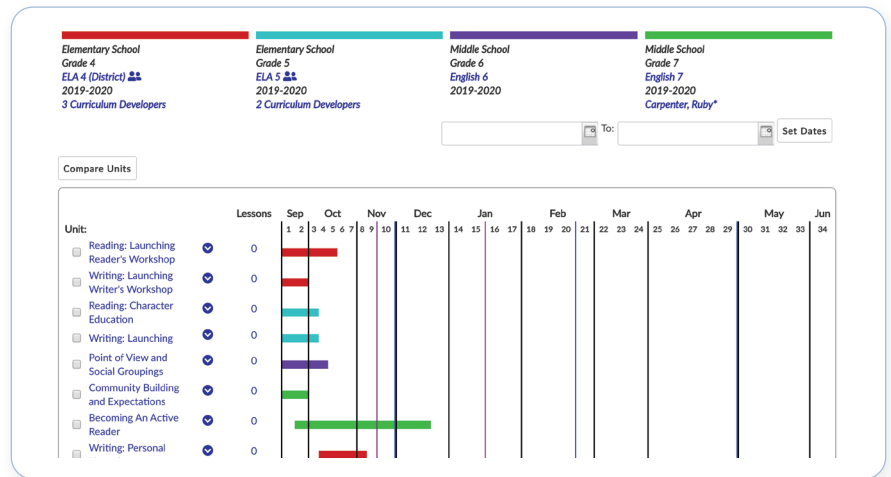 Elementary School
Grade 4
ELA 4 (District)
2019-2020
3 Curriculum Developers
Elementary School
Grade 5
ELA 5
2019-2020
2 Curriculum Developers
Middle School
Grade 6
English 6
2019-2020
Middle School
Grade 7
English 7
2019-2020
Carpenter, Ruby*
To:
Set Dates
Compare Units
Lessons Sep Oct Nov Dec Jan Feb Mar Apr May Jun
Unit: 1 2 3 4 5 6 7 8 9 10 11 12 13 14 15 16 17 18 19 20 21 22 23 24 25 26 27 28 29 30 31 32 33 34
Reading: Launching
Reader's Workshop
0
Writing: Launching
Writer's Workshop
0
Reading: Character
Education
0
Writing: Launching
0
Point of View and
Social Groupings
0
Community Building
and Expectations
0
Becoming An Active
Reader
0
Writing: Personal
0